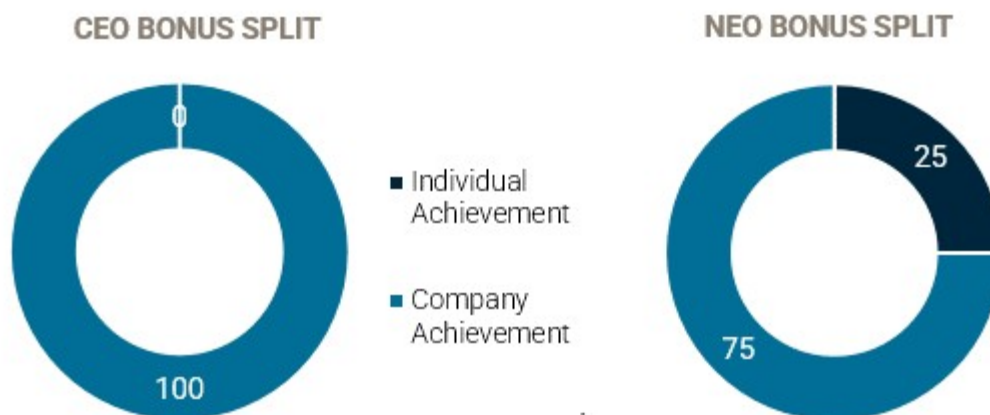 CEO BONUS SPLIT
0
100
Individual
Achievement
Company
Achievement
NEO BONUS SPLIT
25
75